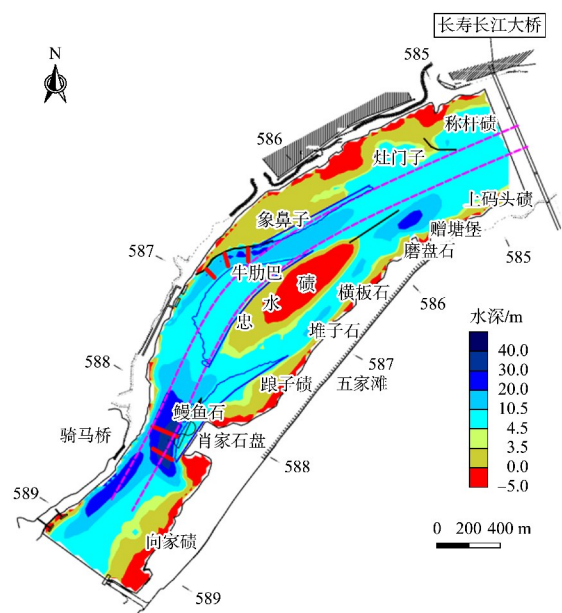 长寿长江大桥
N
585
称杆碛
586
灶门子
上码头碛
象鼻子
赠塘堡
585
587
磨盘石
牛肋巴
碛
586
水
横板石
水深/m
忠
堆子石
588
587
40.0
30.0
20.0
10.5
4.5
3.5
0.0
−5.0
踉子碛
五家滩
鳗鱼石
骑马桥
肖家石盘
588
589
0 200 400 m
向家碛
589